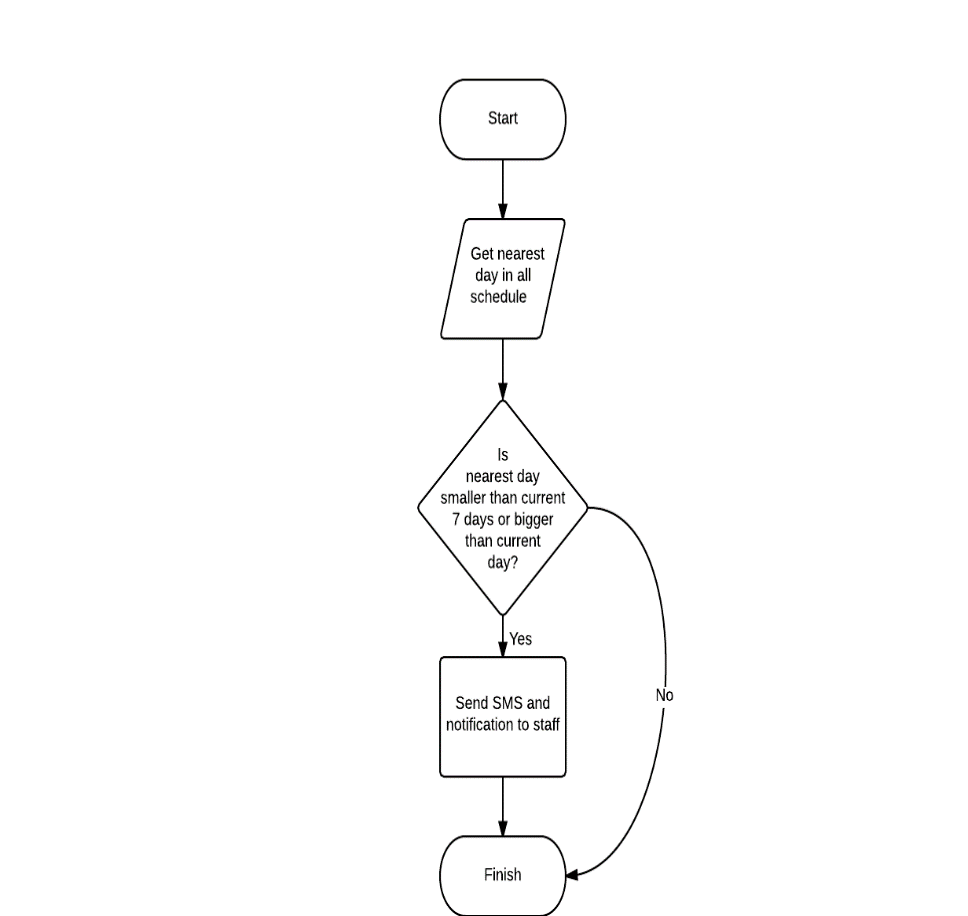 Start
Get nearest
day in all
schedule
Is
nearest day
smaller than current
7 days or bigger
than current
day?
Yes
Send SMS and
notification to staff
No
Finish